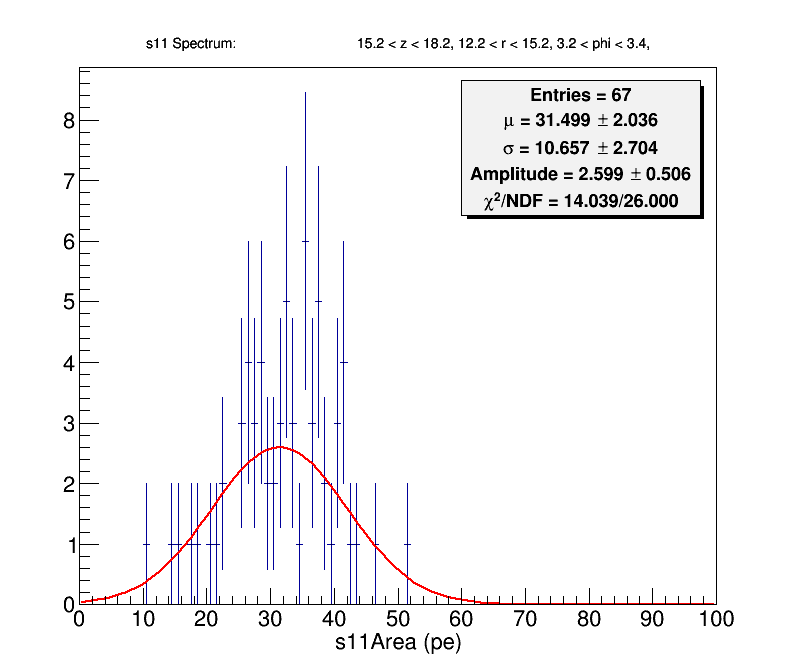 s11 Spectrum: 15.2 < z < 18.2, 12.2 < r < 15.2, 3.2 < phi < 3.4,
Entries = 67
μ = 31.499 ± 2.036
σ = 10.657 ± 2.704
Amplitude = 2.599 ± 0.506
χ²/NDF = 14.039/26.000
8
7
6
5
4
3
2
1
0
0 10 20 30 40 50 60 70 80 90 100
s11Area (pe)